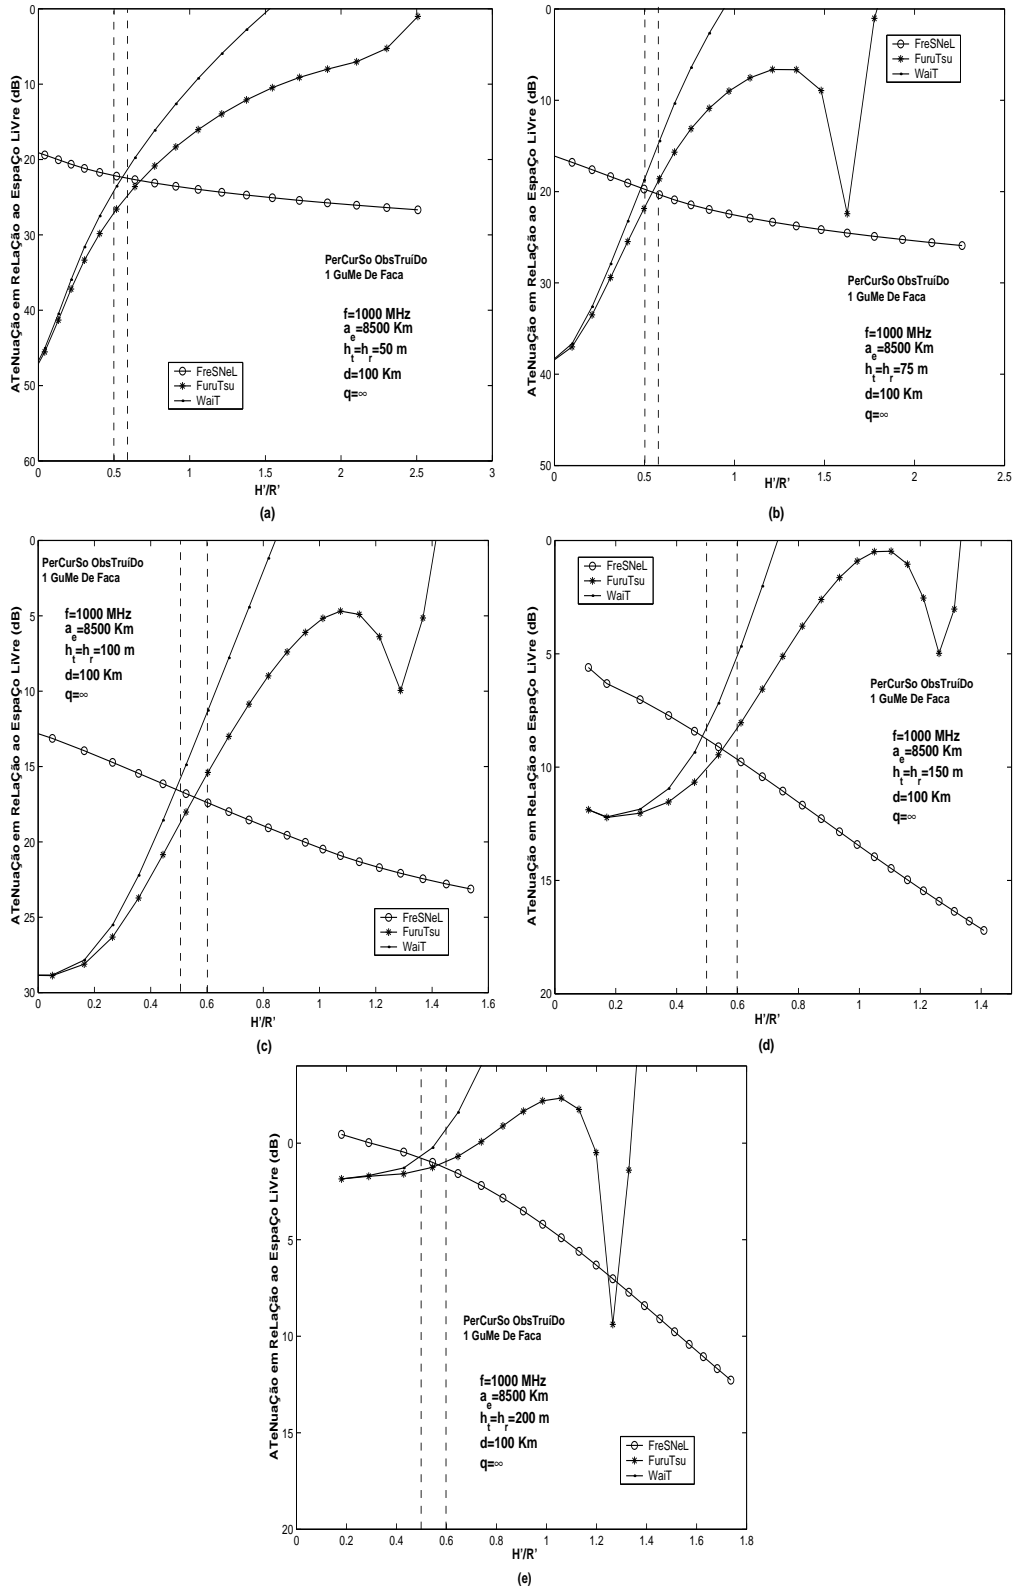 0
10
20
30
40
50
60
0
0.5
1
1.5
2
2.5
3
ATeNuaÇão em ReLaÇão ao EspaÇo LiVre (dB)
H'/R'
PerCurSo ObsTruíDo
1 GuMe De Faca
f=1000 MHz
a_e=8500 Km
h_t=h_r=50 m
d=100 Km
q=∞
FreSNeL
FuruTsu
WaiT
(a)
0
10
20
30
40
50
0
0.5
1
1.5
2
2.5
ATeNuaÇão em ReLaÇão ao EspaÇo LiVre (dB)
H'/R'
FreSNeL
FuruTsu
WaiT
PerCurSo ObsTruíDo
1 GuMe De Faca
f=1000 MHz
a_e=8500 Km
h_t=h_r=75 m
d=100 Km
q=∞
(b)
0
5
10
15
20
25
30
0
0.2
0.4
0.6
0.8
1
1.2
1.4
1.6
ATeNuaÇão em ReLaÇão ao EspaÇo LiVre (dB)
H'/R'
PerCurSo ObsTruíDo
1 GuMe De Faca
f=1000 MHz
a_e=8500 Km
h_t=h_r=100 m
d=100 Km
q=∞
FreSNeL
FuruTsu
WaiT
(c)
0
5
10
15
20
0.2
0.4
0.6
0.8
1
1.2
1.4
ATeNuaÇão em ReLaÇão ao EspaÇo LiVre (dB)
H'/R'
FreSNeL
FuruTsu
WaiT
PerCurSo ObsTruíDo
1 GuMe De Faca
f=1000 MHz
a_e=8500 Km
h_t=h_r=150 m
d=100 Km
q=∞
(d)
0
5
10
15
20
0
0.2
0.4
0.6
0.8
1
1.2
1.4
1.6
1.8
ATeNuaÇão em ReLaÇão ao EspaÇo LiVre (dB)
H'/R'
PerCurSo ObsTruíDo
1 GuMe De Faca
f=1000 MHz
a_e=8500 Km
h_t=h_r=200 m
d=100 Km
q=∞
FreSNeL
FuruTsu
WaiT
(e)